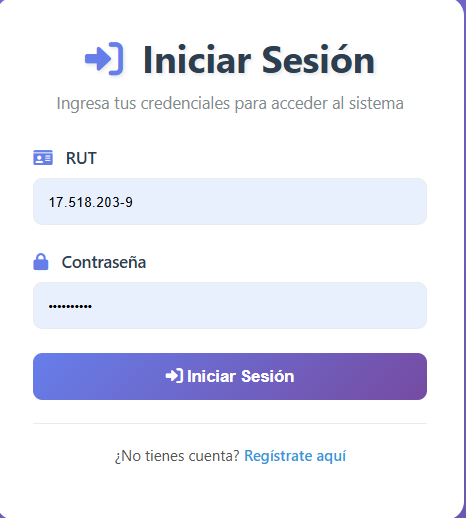 Iniciar Sesión
Ingresa tus credenciales para acceder al sistema
RUT
17.518.203-9
Contraseña
••••••••••
Iniciar Sesión
¿No tienes cuenta? Regístrate aquí